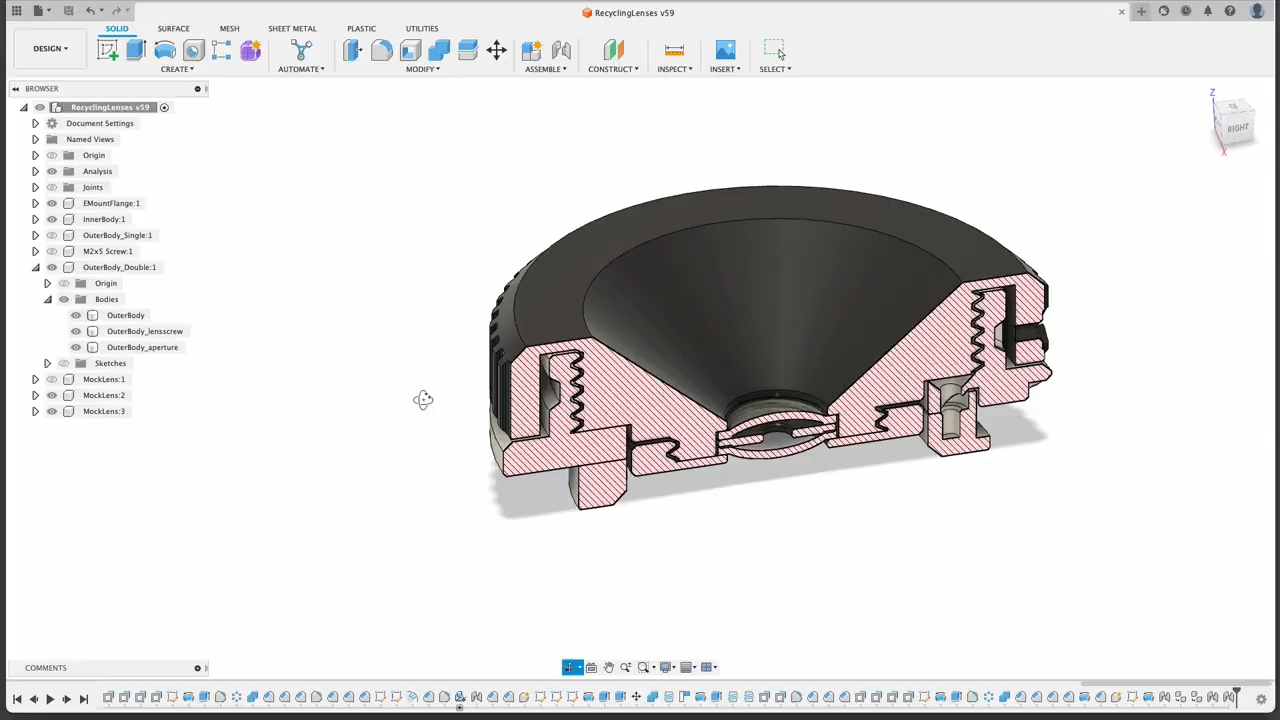 RecyclingLenses v59
SOLID SURFACE MESH SHEET METAL PLASTIC UTILITIES
DESIGN
CREATE AUTOMATE MODIFY ASSEMBLE CONSTRUCT INSPECT INSERT SELECT
BROWSER
RecyclingLenses v59
Document Settings
Named Views
Origin
Analysis
Joints
EMountFlange:1
InnerBody:1
OuterBody_Single:1
M2x5 Screw:1
OuterBody_Double:1
Origin
Bodies
OuterBody
OuterBody_lensscrew
OuterBody_aperture
Sketches
MockLens:1
MockLens:2
MockLens:3
Z
RIGHT
X
COMMENTS